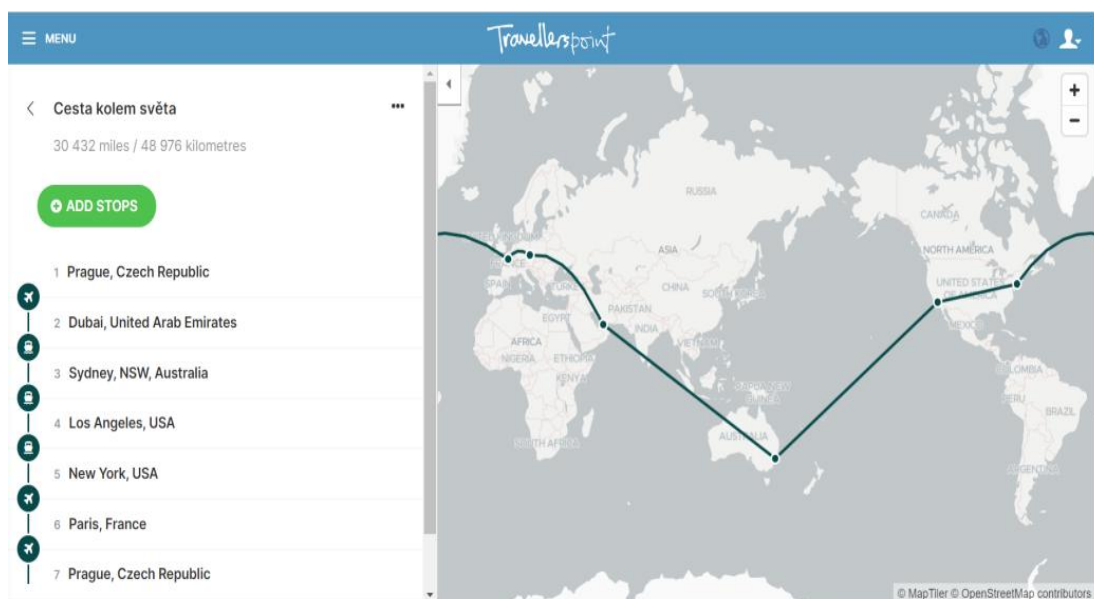 MENU
Travellerspoint
Cesta kolem světa
30 432 miles / 48 976 kilometres
ADD STOPS
1 Prague, Czech Republic
2 Dubai, United Arab Emirates
3 Sydney, NSW, Australia
4 Los Angeles, USA
5 New York, USA
6 Paris, France
7 Prague, Czech Republic
RUSSIA
ASIA
CHINA
SPAIN
PAKISTAN
EGYPT
INDIA
AFRICA
NIGERIA
VIETNAM
KENYA
AUSTRALIA
SOUTH AFRICA
CANADA
NORTH AMERICA
UNITED STATES
OF AMERICA
MEXICO
COLOMBIA
PERU
BRAZIL
ARGENTINA
© MapTiler © OpenStreetMap contributors